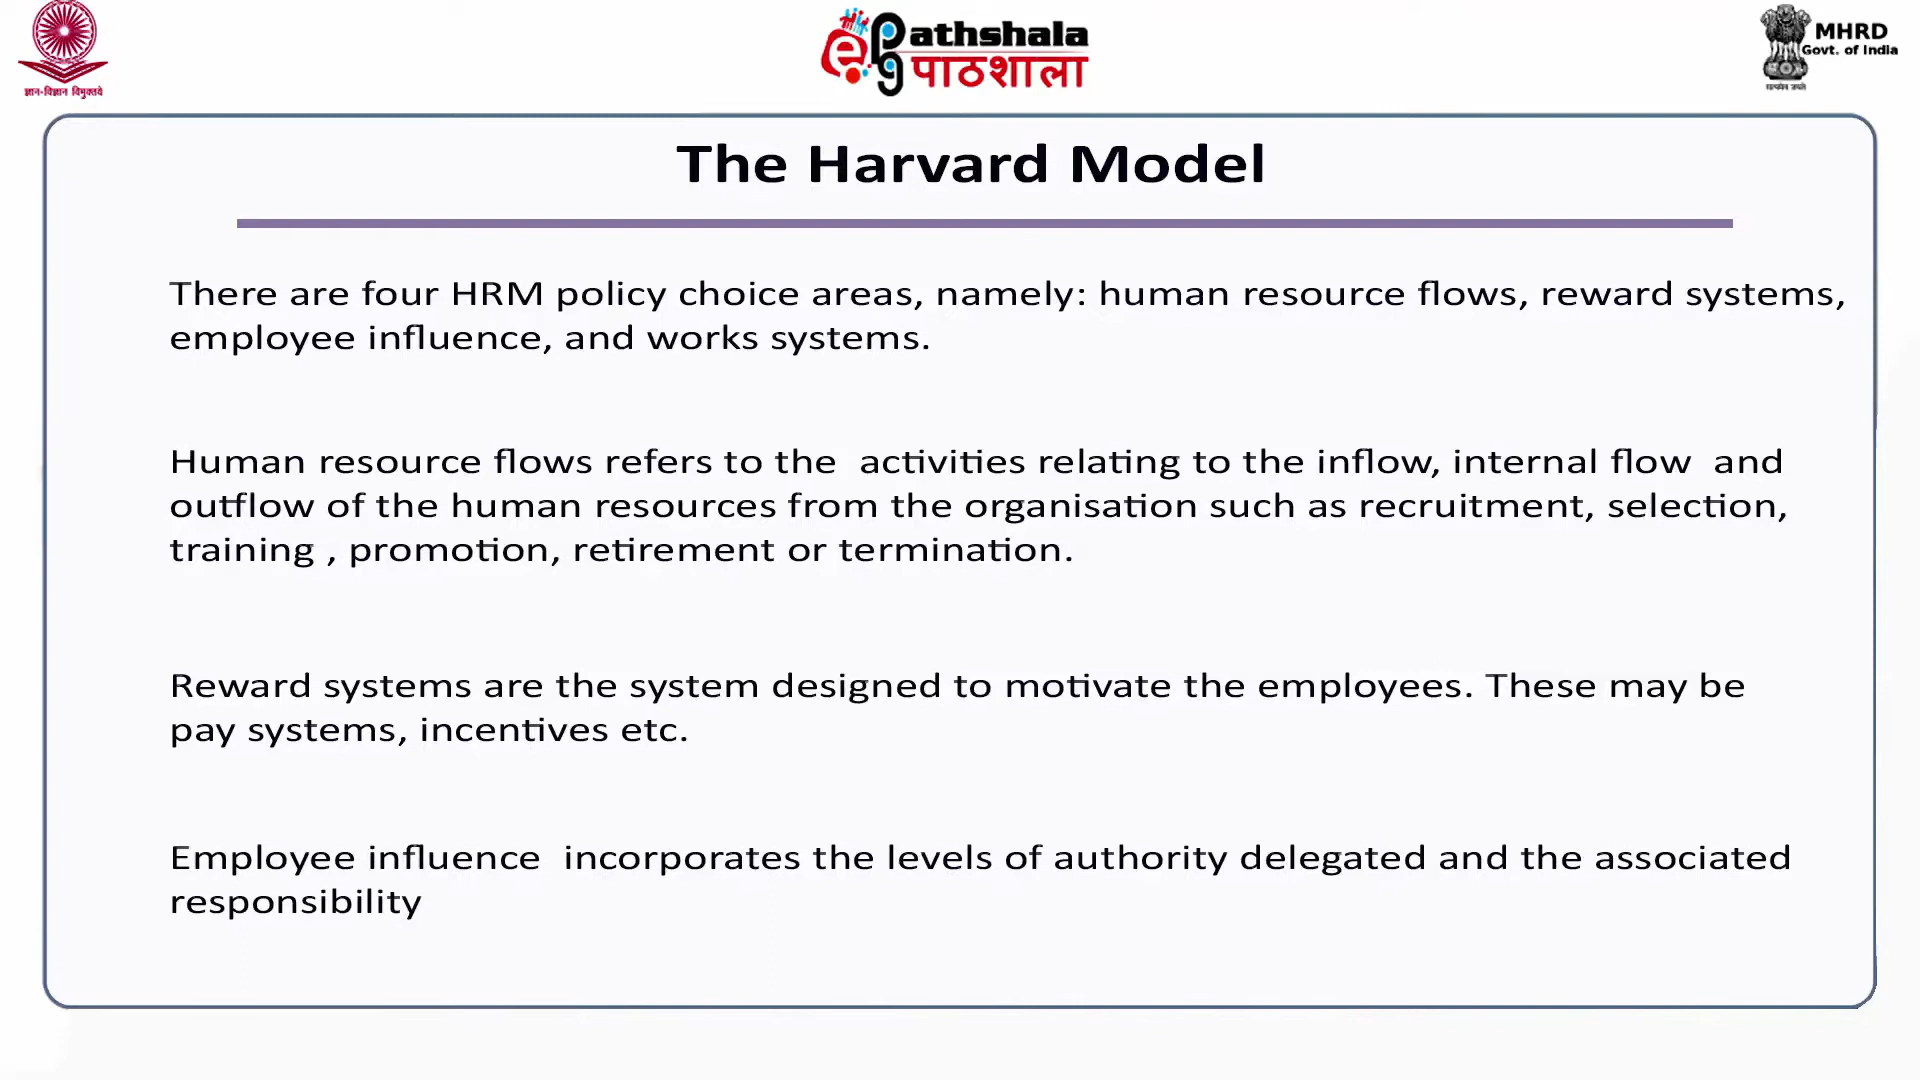 ज्ञान-विज्ञान विमुक्तये
ePG Pathshala
पाठशाला
MHRD
Govt. of India
सत्यमेव जयते
The Harvard Model
There are four HRM policy choice areas, namely: human resource flows, reward systems,
employee influence, and works systems.
Human resource flows refers to the  activities relating to the inflow, internal flow  and
outflow of the human resources from the organisation such as recruitment, selection,
training , promotion, retirement or termination.
Reward systems are the system designed to motivate the employees. These may be
pay systems, incentives etc.
Employee influence  incorporates the levels of authority delegated and the associated
responsibility